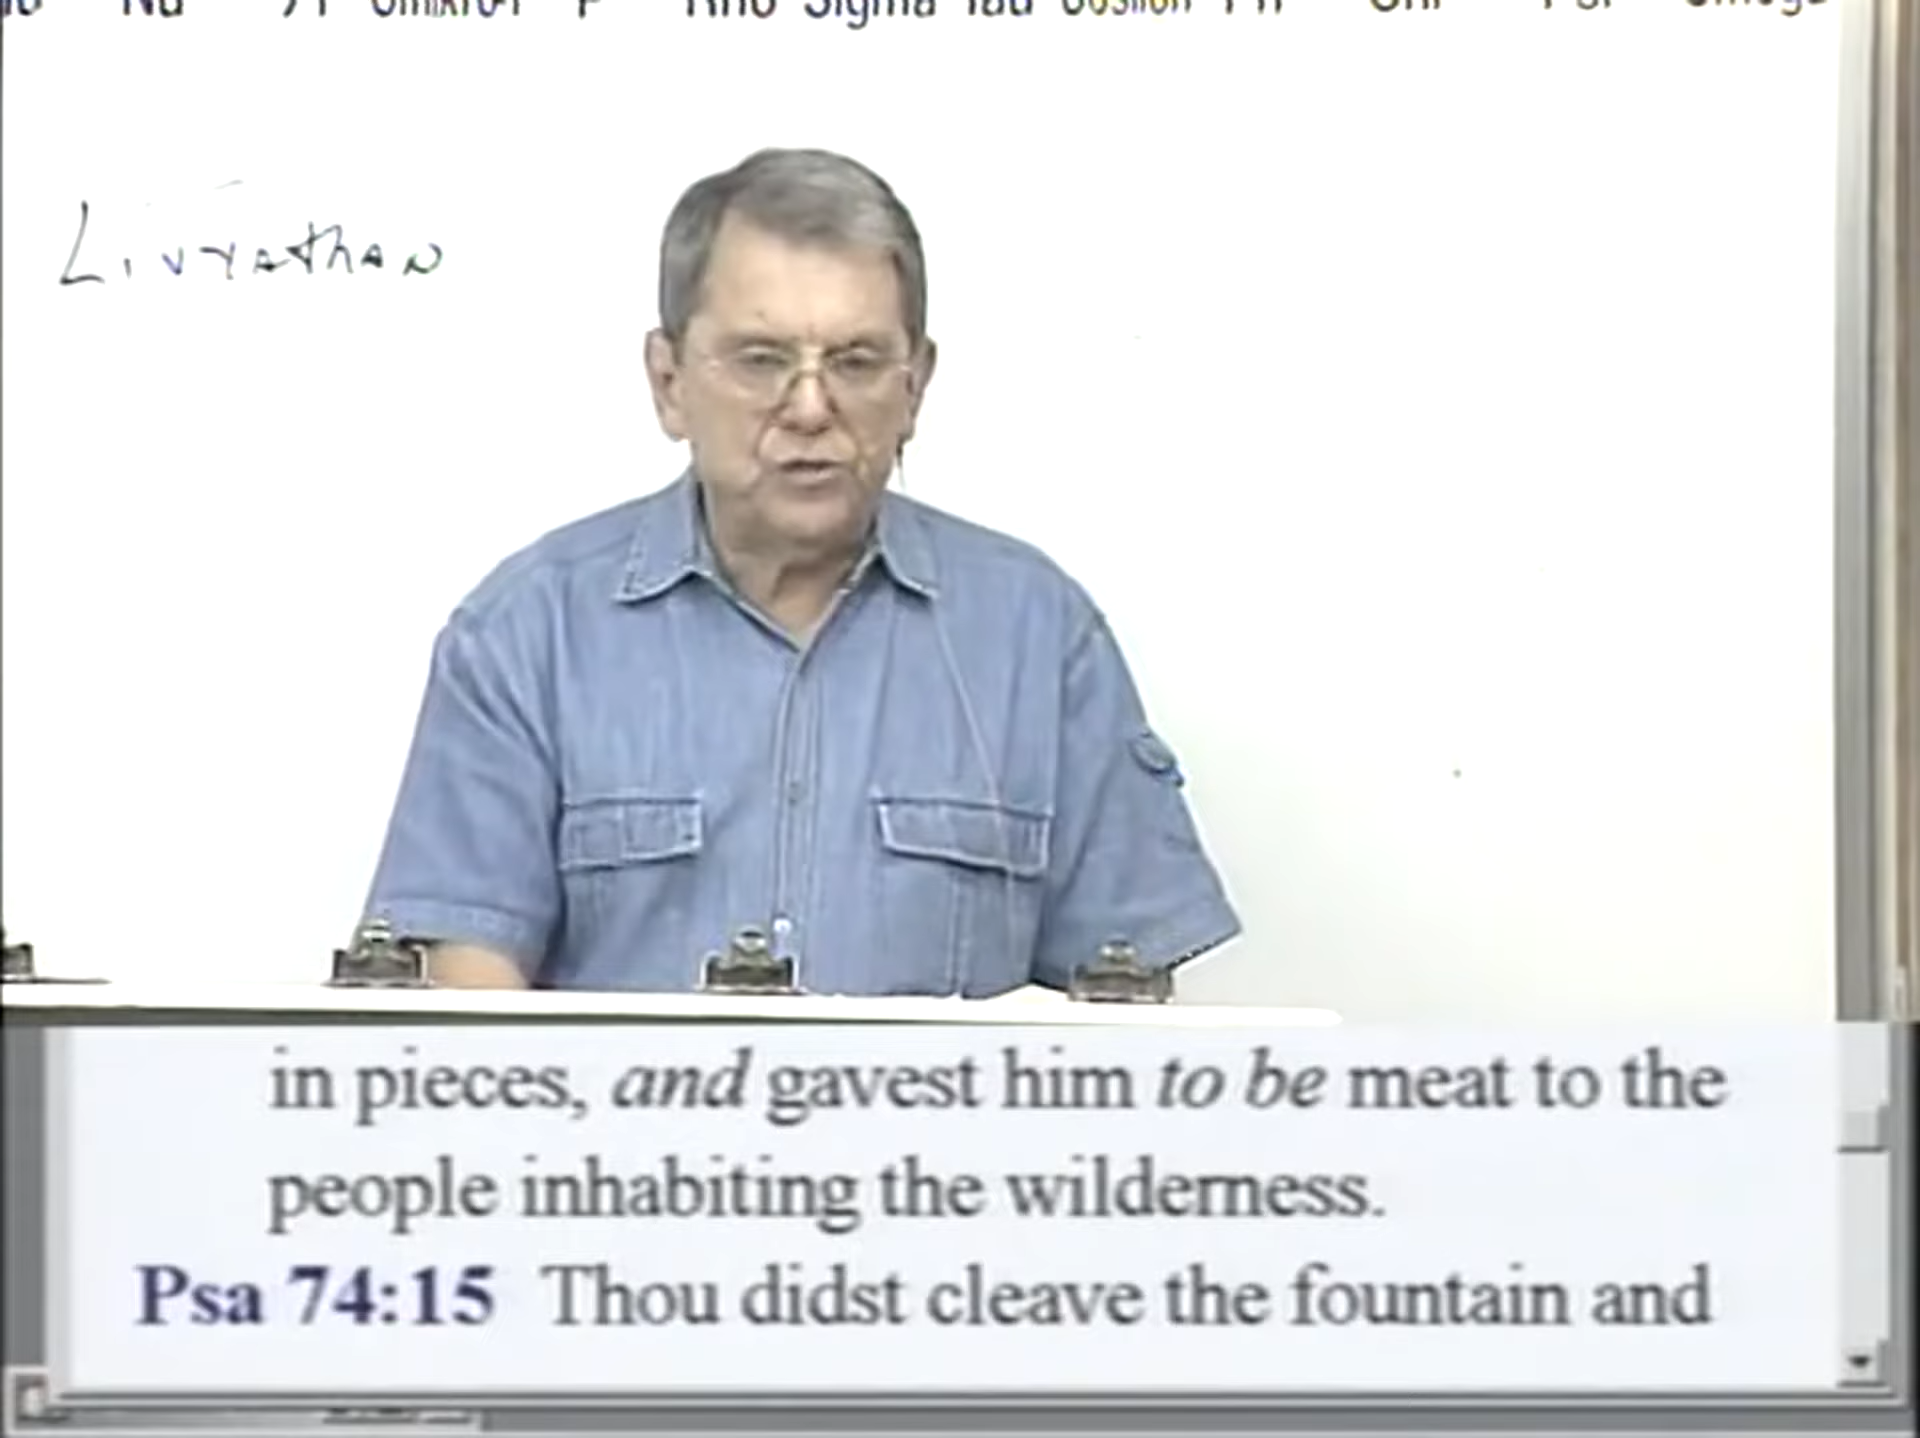 Nu
Rho Sigma Tau
Livyathan
in pieces, and gavest him to be meat to the
people inhabiting the wilderness.
Psa 74:15 Thou didst cleave the fountain and